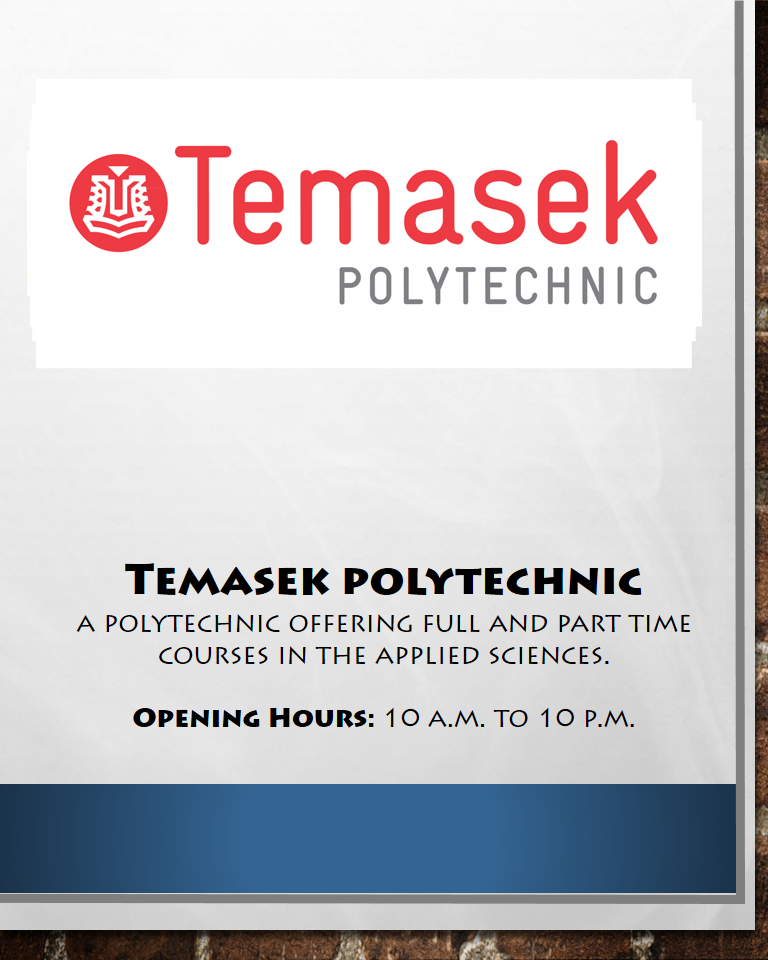 Temasek
POLYTECHNIC
TEMASEK POLYTECHNIC
A POLYTECHNIC OFFERING FULL AND PART TIME
COURSES IN THE APPLIED SCIENCES.
OPENING HOURS: 10 A.M. TO 10 P.M.